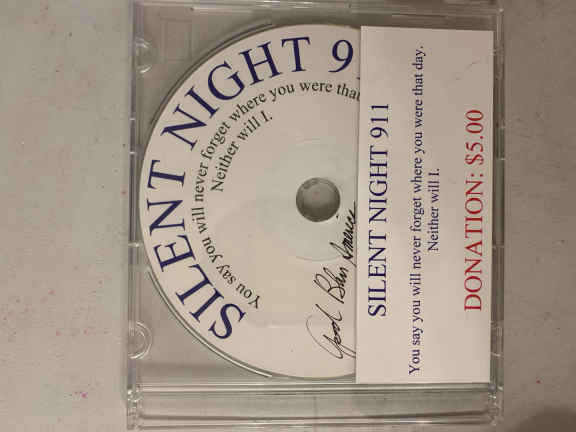 SILENT NIGHT 9
You say you will never forget where you were that
Neither will I.
God Bless America
SILENT NIGHT 911
You say you will never forget where you were that day.
Neither will I.
DONATION: $5.00